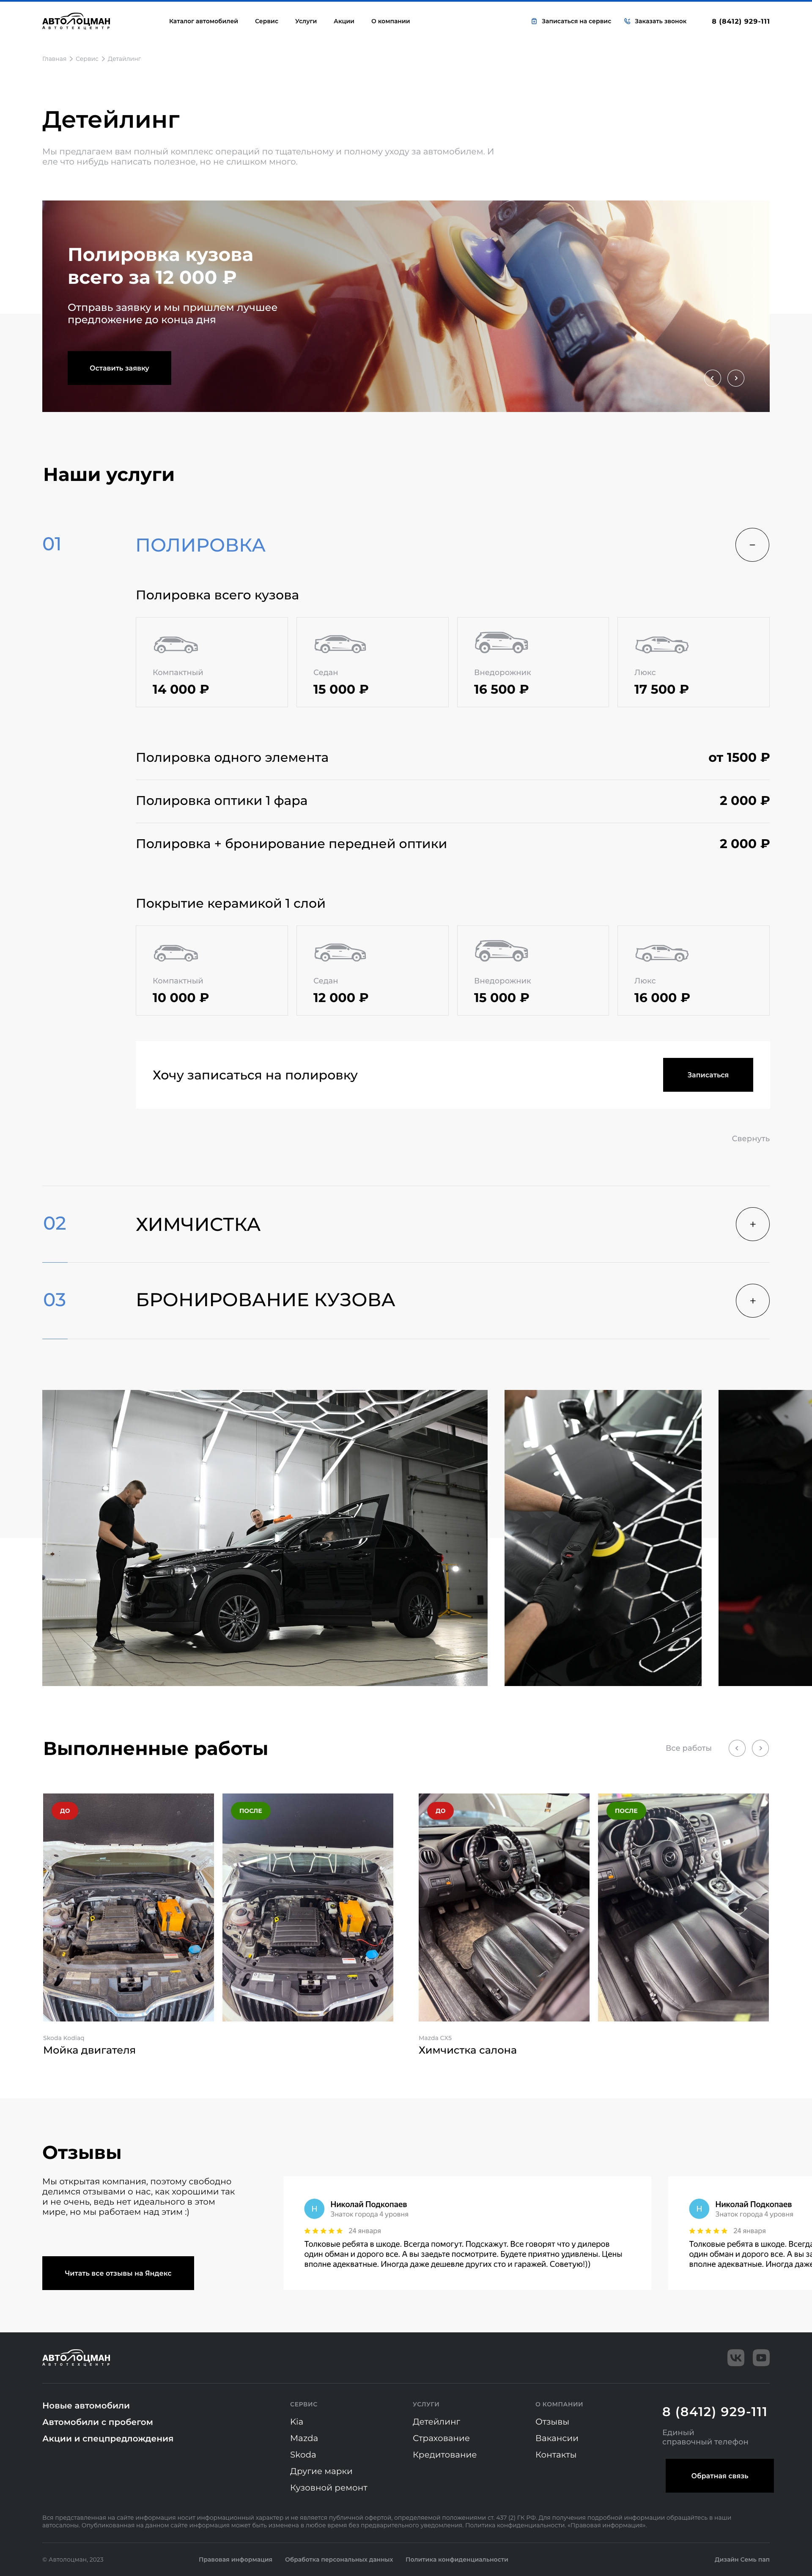 АВТОЛОЦМАН
АВТОТЕХЦЕНТР
Каталог автомобилей
Сервис
Услуги
Акции
О компании
Записаться на сервис
Заказать звонок
8 (8412) 929-111
Главная
Сервис
Детейлинг
Детейлинг
Мы предлагаем вам полный комплекс операций по тщательному и полному уходу за автомобилем. И
еле что нибудь написать полезное, но не слишком много.
Полировка кузова
всего за 12 000 ₽
Отправь заявку и мы пришлем лучшее
предложение до конца дня
Оставить заявку
Наши услуги
01
ПОЛИРОВКА
Полировка всего кузова
Компактный
14 000 ₽
Седан
15 000 ₽
Внедорожник
16 500 ₽
Люкс
17 500 ₽
Полировка одного элемента
от 1500 ₽
Полировка оптики 1 фара
2 000 ₽
Полировка + бронирование передней оптики
2 000 ₽
Покрытие керамикой 1 слой
Компактный
10 000 ₽
Седан
12 000 ₽
Внедорожник
15 000 ₽
Люкс
16 000 ₽
Хочу записаться на полировку
Записаться
Свернуть
02
ХИМЧИСТКА
03
БРОНИРОВАНИЕ КУЗОВА
Выполненные работы
Все работы
ДО
ПОСЛЕ
ДО
ПОСЛЕ
Skoda Kodiaq
Мойка двигателя
Mazda CX5
Химчистка салона
Отзывы
Мы открытая компания, поэтому свободно
делимся отзывами о нас, как хорошими так
и не очень, ведь нет идеального в этом
мире, но мы работаем над этим :)
Читать все отзывы на Яндекс
Н
Николай Подкопаев
Знаток города 4 уровня
24 января
Толковые ребята в шкоде. Всегда помогут. Подскажут. Все говорят что у дилеров
один обман и дорого все. А вы заедьте посмотрите. Будете приятно удивлены. Цены
вполне адекватные. Иногда даже дешевле других сто и гаражей. Советую!))
Н
Николай Подкопаев
Знаток города 4 уровня
24 января
Толковые ребята в шкоде. Всегда
один обман и дорого все. А вы за
вполне адекватные. Иногда даже
АВТОЛОЦМАН
АВТОТЕХЦЕНТР
Новые автомобили
Автомобили с пробегом
Акции и спецпредложения
СЕРВИС
Kia
Mazda
Skoda
Другие марки
Кузовной ремонт
УСЛУГИ
Детейлинг
Страхование
Кредитование
О КОМПАНИИ
Отзывы
Вакансии
Контакты
8 (8412) 929-111
Единый
справочный телефон
Обратная связь
Вся представленная на сайте информация носит информационный характер и не является публичной офертой, определяемой положениями ст. 437 (2) ГК РФ. Для получения подробной информации обращайтесь в наши
автосалоны. Опубликованная на данном сайте информация может быть изменена в любое время без предварительного уведомления. Политика конфиденциальности. «Правовая информация».
© Автолоцман, 2023
Правовая информация
Обработка персональных данных
Политика конфиденциальности
Дизайн Семь пап